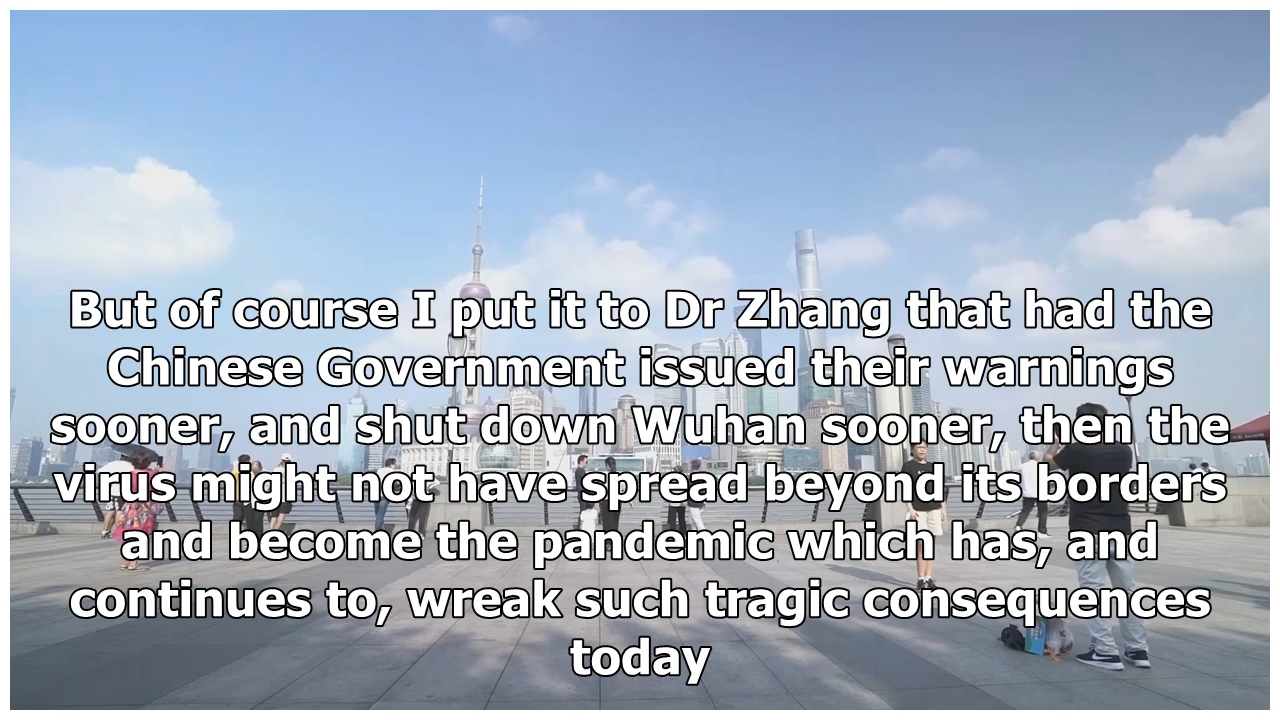 But of course I put it to Dr Zhang that had the
Chinese Government issued their warnings
sooner, and shut down Wuhan sooner, then the
virus might not have spread beyond its borders
and become the pandemic which has, and
continues to, wreak such tragic consequences
today